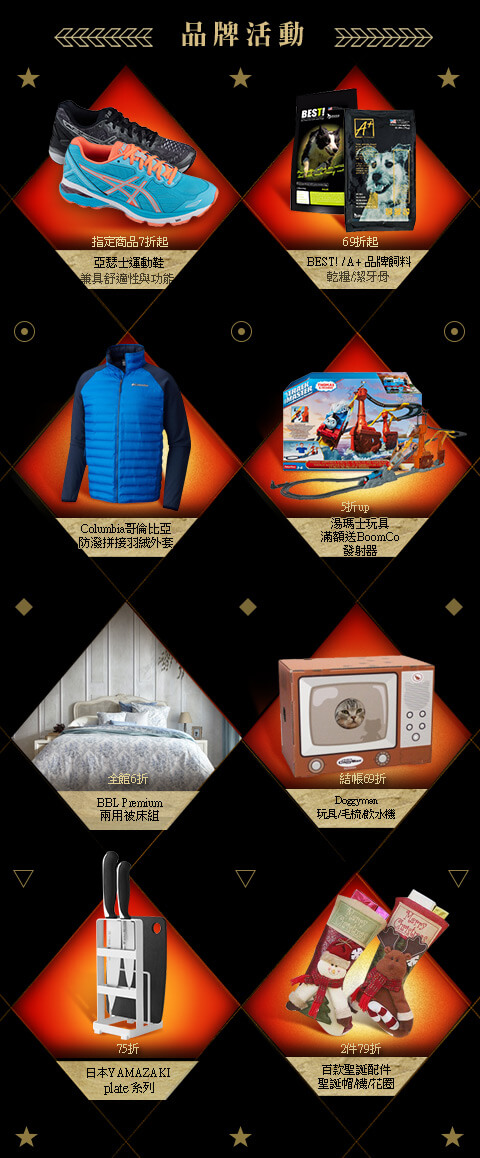 品牌活動
指定商品7折起
亞瑟士運動鞋
兼具舒適性與功能
BEST!
A+
69折起
BEST! / A+ 品牌飼料
乾糧/潔牙骨
Columbia哥倫比亞
防潑拼接羽絨外套
THOMAS
TRACK MASTER
5折up
湯瑪士玩具
滿額送BoomCo
發射器
全館6折
BBL Premium
兩用被床組
結帳69折
Doggyman
玩具/毛梳/飲水機
75折
日本YAMAZAKI
plate 系列
Merry Christmas
2件79折
百款聖誕配件
聖誕帽/襪/花圈